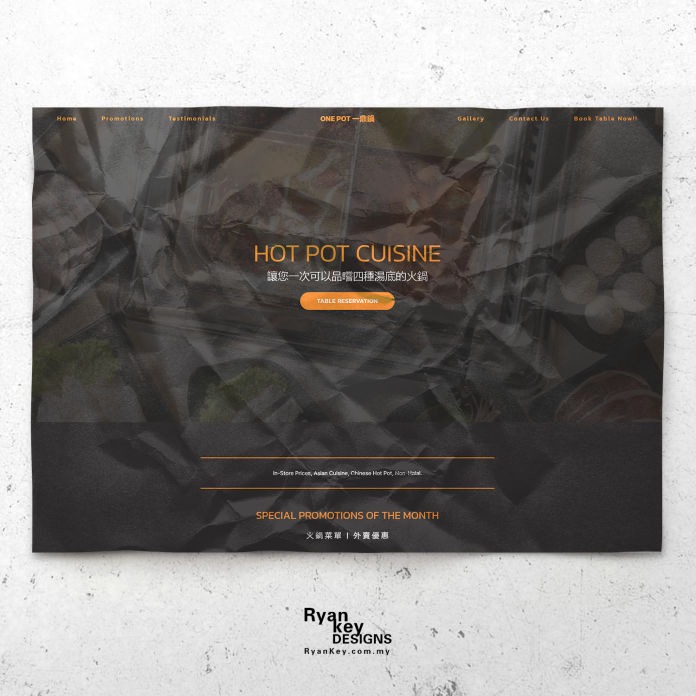 Home Promotions Testimonials ONE POT 一鼎鍋 Gallery Contact Us Book Table Now!!
HOT POT CUISINE
讓您一次可以品嚐四種湯底的火鍋
TABLE RESERVATION
In-Store Prices, Asian Cuisine, Chinese Hot Pot, Non-Halal.
SPECIAL PROMOTIONS OF THE MONTH
火鍋菜單 | 外賣優惠
Ryan
key
DESIGNS
RyanKey.com.my